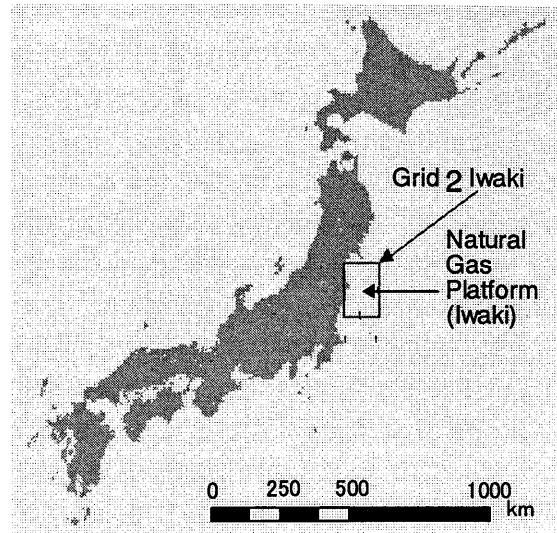 Grid 2 Iwaki
Natural
Gas
Platform
(Iwaki)
0 250 500 1000
km